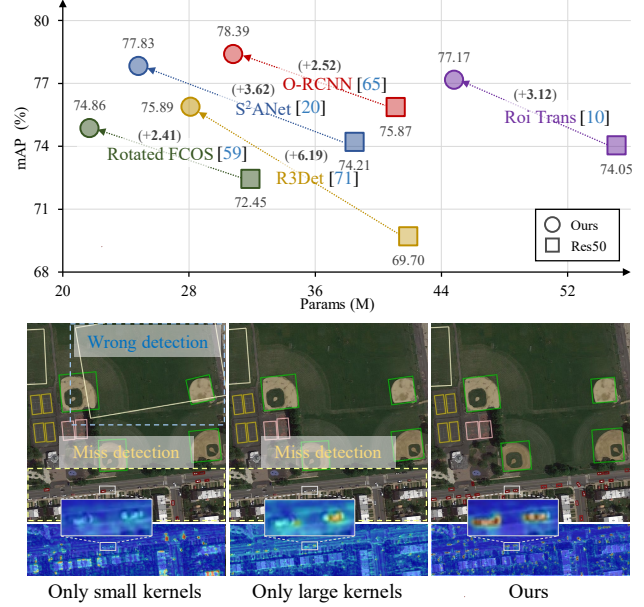 80
78.39
77.83
77.17
(+2.52)
O-RCNN [65]
77
(+3.62)
(+3.12)
74.86
75.89
S²ANet [20]
75.87
Roi Trans [10]
mAP (%)
(+2.41)
74
Rotated FCOS [59]
(+6.19)
74.21
74.05
R3Det [71]
72.45
71
Ours
69.70
Res50
68
20
28
36
44
52
Params (M)
Wrong detection
Miss detection
Miss detection
Only small kernels
Only large kernels
Ours